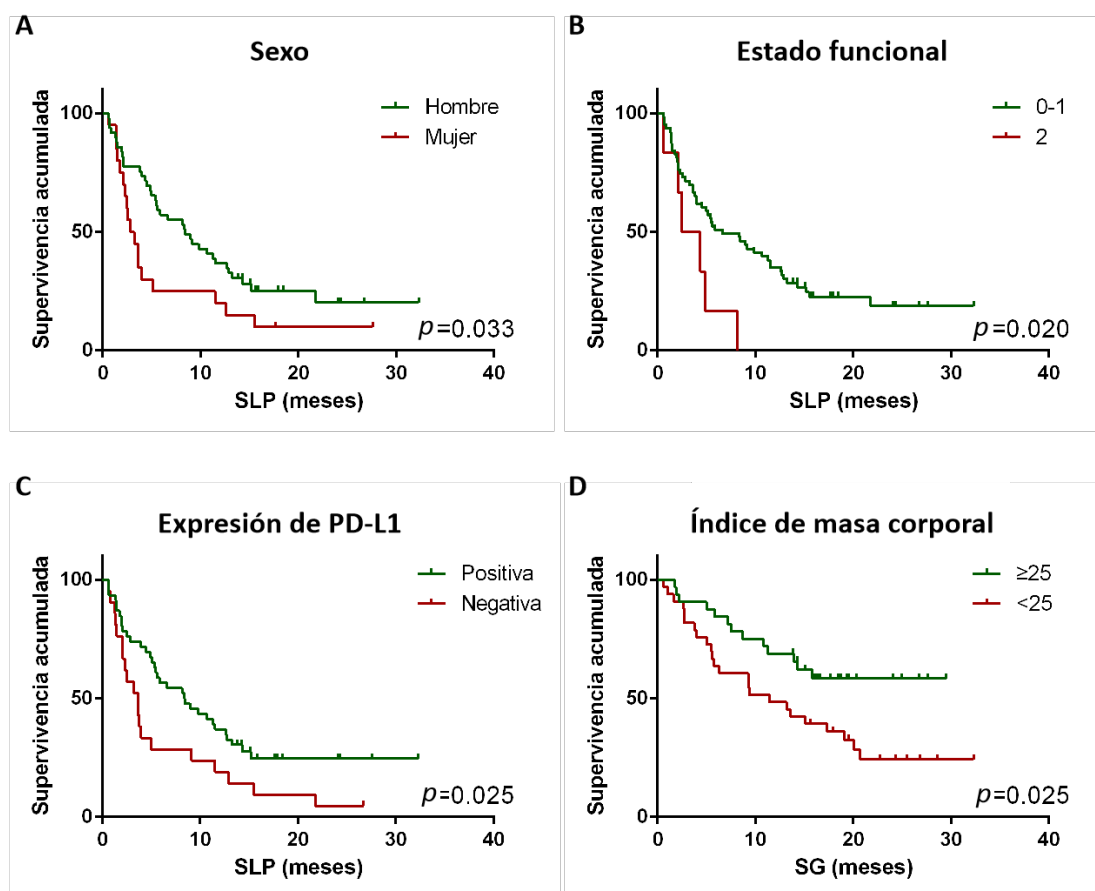 A
Sexo
Supervivencia acumulada
100
50
0
Hombre
Mujer
p=0.033
0 10 20 30 40
SLP (meses)
B
Estado funcional
Supervivencia acumulada
100
50
0
0-1
2
p=0.020
0 10 20 30 40
SLP (meses)
C
Expresión de PD-L1
Supervivencia acumulada
100
50
0
Positiva
Negativa
p=0.025
0 10 20 30 40
SLP (meses)
D
Índice de masa corporal
Supervivencia acumulada
100
50
0
≥25
<25
p=0.025
0 10 20 30 40
SG (meses)